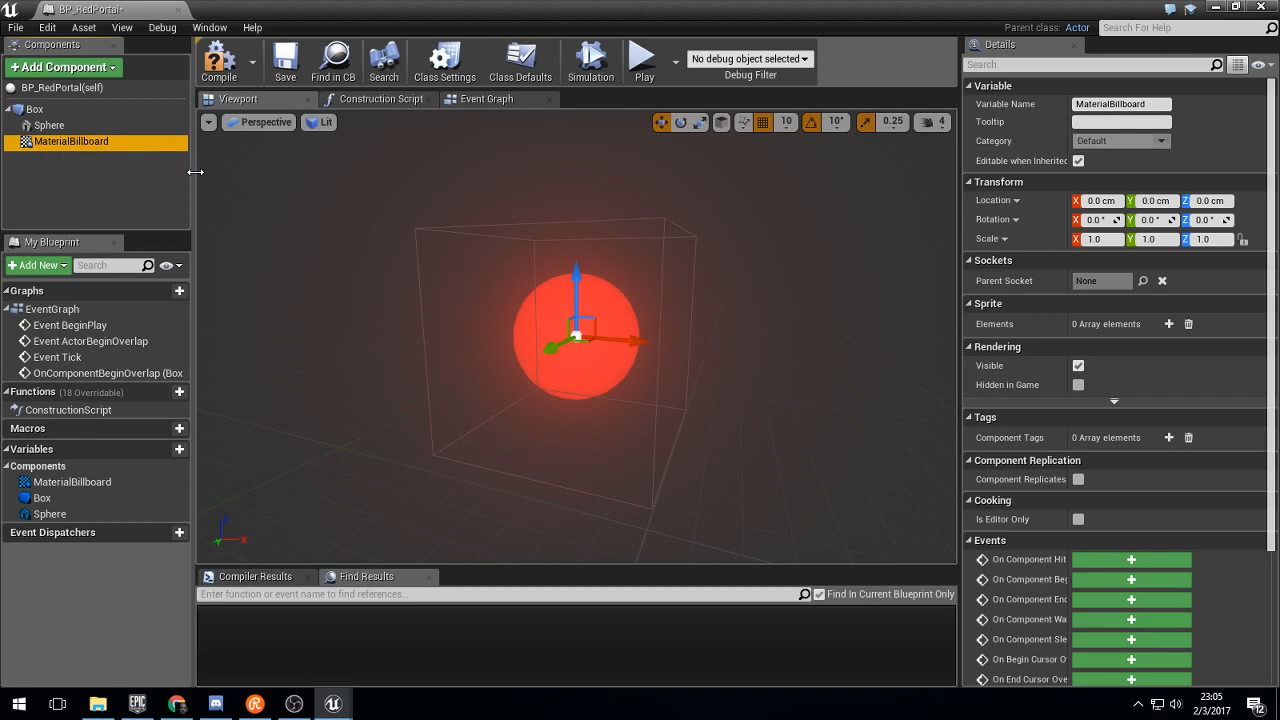 BP_RedPortal*
File Edit Asset View Debug Window Help
Parent class: Actor Search For Help
Components
+ Add Component
BP_RedPortal(self)
Box
Sphere
MaterialBillboard
Compile Save Find in CB Search Class Settings Class Defaults Simulation Play
No debug object selected
Debug Filter
Viewport Construction Script Event Graph
Perspective Lit 10 10° 0.25 4
My Blueprint
+ Add New Search
Graphs
EventGraph
Event BeginPlay
Event ActorBeginOverlap
Event Tick
OnComponentBeginOverlap (Box
Functions (18 Overridable)
ConstructionScript
Macros
Variables
Components
MaterialBillboard
Box
Sphere
Event Dispatchers
Z
X
Y
Compiler Results Find Results
Enter function or event name to find references... Find In Current Blueprint Only
Details
Search
Variable
Variable Name MaterialBillboard
Tooltip
Category Default
Editable when Inherited
Transform
Location X 0.0 cm Y 0.0 cm Z 0.0 cm
Rotation X 0.0 ° Y 0.0 ° Z 0.0 °
Scale X 1.0 Y 1.0 Z 1.0
Sockets
Parent Socket None
Sprite
Elements 0 Array elements
Rendering
Visible
Hidden in Game
Tags
Component Tags 0 Array elements
Component Replication
Component Replicates
Cooking
Is Editor Only
Events
On Component Hit
On Component Beg
On Component End
On Component Wa
On Component Sle
On Begin Cursor O
On End Cursor Ove
EPIC
GAMES
23:05
2/3/2017
12